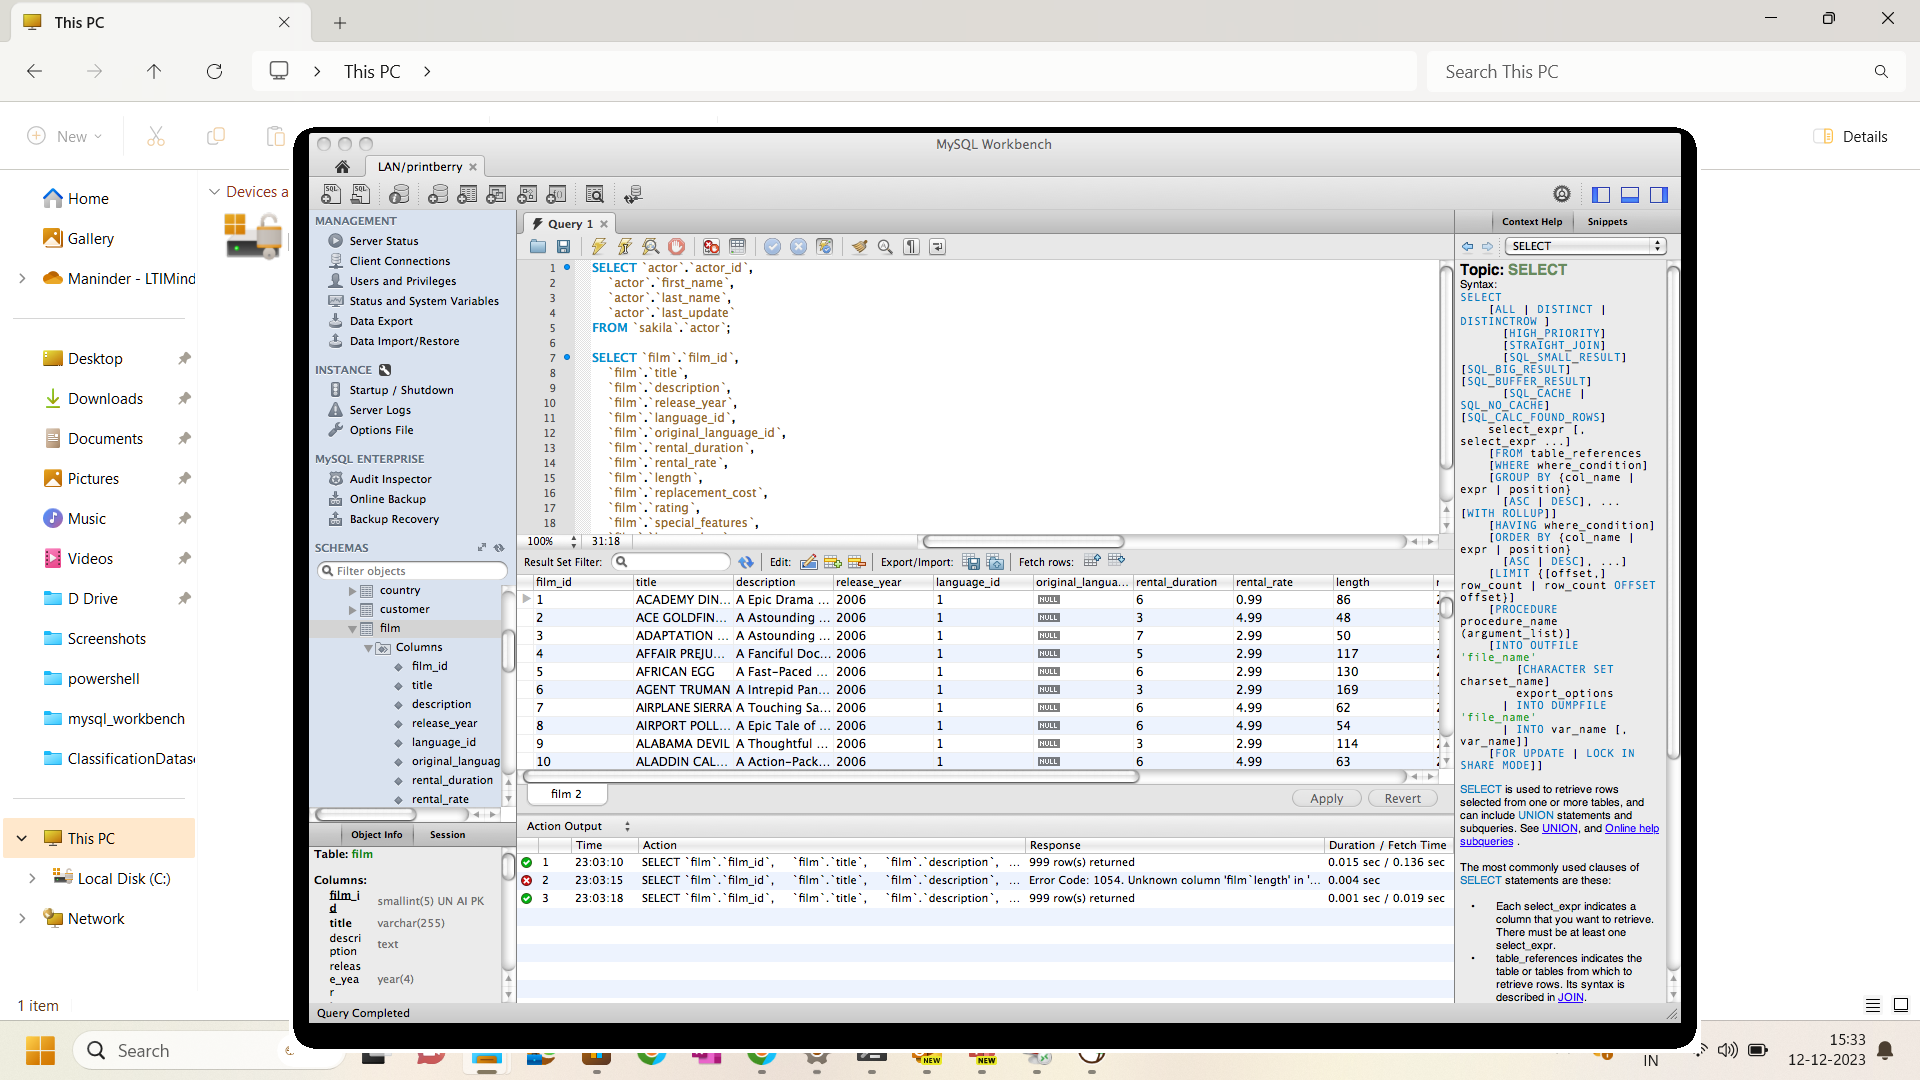 This PC
This PC
Search This PC
New
Details
Home
Gallery
Maninder - LTIMind
Desktop
Downloads
Documents
Pictures
Music
Videos
D Drive
Screenshots
powershell
mysql_workbench
ClassificationDatas
This PC
Local Disk (C:)
Network
1 item
Devices a
MySQL Workbench
LAN/printberry
MANAGEMENT
Server Status
Client Connections
Users and Privileges
Status and System Variables
Data Export
Data Import/Restore
INSTANCE
Startup / Shutdown
Server Logs
Options File
MySQL ENTERPRISE
Audit Inspector
Online Backup
Backup Recovery
SCHEMAS
Filter objects
country
customer
film
Columns
film_id
title
description
release_year
language_id
original_languag
rental_duration
rental_rate
Object Info Session
Table: film
Columns:
film_i
d smallint(5) UN AI PK
title varchar(255)
descri
ption text
releas
e_yea
r year(4)
Query Completed
Query 1
1 SELECT `actor`.`actor_id`,
2 `actor`.`first_name`,
3 `actor`.`last_name`,
4 `actor`.`last_update`
5 FROM `sakila`.`actor`;
6
7 SELECT `film`.`film_id`,
8 `film`.`title`,
9 `film`.`description`,
10 `film`.`release_year`,
11 `film`.`language_id`,
12 `film`.`original_language_id`,
13 `film`.`rental_duration`,
14 `film`.`rental_rate`,
15 `film`.`length`,
16 `film`.`replacement_cost`,
17 `film`.`rating`,
18 `film`.`special_features`,
100% 31:18
Result Set Filter: Edit: Export/Import: Fetch rows:
film_id title description release_year language_id original_langua... rental_duration rental_rate length
1 ACADEMY DIN... A Epic Drama ... 2006 1 NULL 6 0.99 86
2 ACE GOLDFIN... A Astounding ... 2006 1 NULL 3 4.99 48
3 ADAPTATION ... A Astounding ... 2006 1 NULL 7 2.99 50
4 AFFAIR PREJU... A Fanciful Doc... 2006 1 NULL 5 2.99 117
5 AFRICAN EGG A Fast-Paced ... 2006 1 NULL 6 2.99 130
6 AGENT TRUMAN A Intrepid Pan... 2006 1 NULL 3 2.99 169
7 AIRPLANE SIERRA A Touching Sa... 2006 1 NULL 6 4.99 62
8 AIRPORT POLL... A Epic Tale of ... 2006 1 NULL 6 4.99 54
9 ALABAMA DEVIL A Thoughtful ... 2006 1 NULL 3 2.99 114
10 ALADDIN CAL... A Action-Pack... 2006 1 NULL 6 4.99 63
film 2
Apply Revert
Action Output
Time Action Response Duration / Fetch Time
1 23:03:10 SELECT `film`.`film_id`, `film`.`title`, `film`.`description`, ... 999 row(s) returned 0.015 sec / 0.136 sec
2 23:03:15 SELECT `film`.`film_id`, `film`.`title`, `film`.`description`, ... Error Code: 1054. Unknown column 'film`length' in '... 0.004 sec
3 23:03:18 SELECT `film`.`film_id`, `film`.`title`, `film`.`description`, ... 999 row(s) returned 0.001 sec / 0.019 sec
Context Help Snippets
SELECT
Topic: SELECT
Syntax:
SELECT
[ALL | DISTINCT |
DISTINCTROW ]
[HIGH_PRIORITY]
[STRAIGHT_JOIN]
[SQL_SMALL_RESULT]
[SQL_BIG_RESULT]
[SQL_BUFFER_RESULT]
[SQL_CACHE |
SQL_NO_CACHE]
[SQL_CALC_FOUND_ROWS]
select_expr [,
select_expr ...]
[FROM table_references
[WHERE where_condition]
[GROUP BY {col_name |
expr | position}
[ASC | DESC], ...
[WITH ROLLUP]]
[HAVING where_condition]
[ORDER BY {col_name |
expr | position}
[ASC | DESC], ...]
[LIMIT {[offset,]
row_count | row_count OFFSET
offset}]
[PROCEDURE
procedure_name
(argument_list)]
[INTO OUTFILE
'file_name'
[CHARACTER SET
charset_name]
export_options
| INTO DUMPFILE
'file_name'
| INTO var_name [,
var_name]]
[FOR UPDATE | LOCK IN
SHARE MODE]]
SELECT is used to retrieve rows
selected from one or more tables, and
can include UNION statements and
subqueries. See UNION, and Online help
subqueries .
The most commonly used clauses of
SELECT statements are these:
• Each select_expr indicates a
column that you want to retrieve.
There must be at least one
select_expr.
• table_references indicates the
table or tables from which to
retrieve rows. Its syntax is
described in JOIN.
Search
NEW
NEW
IN
15:33
12-12-2023